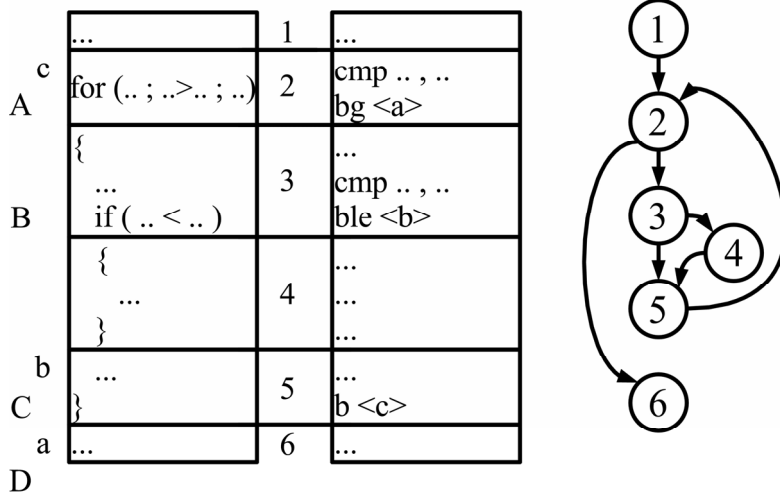 ... 1 ...
c
for (.. ; ..>.. ; ..) 2 cmp .. , ..
A
bg <a>
{ ...
... 3 cmp .. , ..
B if ( .. < .. ) ble <b>
{ ...
... 4 ...
} ...
b ... 5 ...
C } b <c>
a ... 6 ...
D
1
2
3
4
5
6